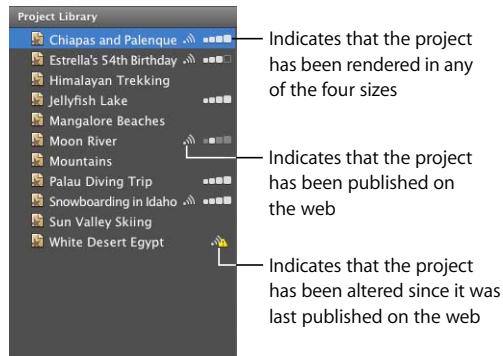 Project Library
Chiapas and Palenque
Estrella's 54th Birthday
Himalayan Trekking
Jellyfish Lake
Mangalore Beaches
Moon River
Mountains
Palau Diving Trip
Snowboarding in Idaho
Sun Valley Skiing
White Desert Egypt
Indicates that the project
has been rendered in any
of the four sizes
Indicates that the project
has been published on
the web
Indicates that the project
has been altered since it was
last published on the web